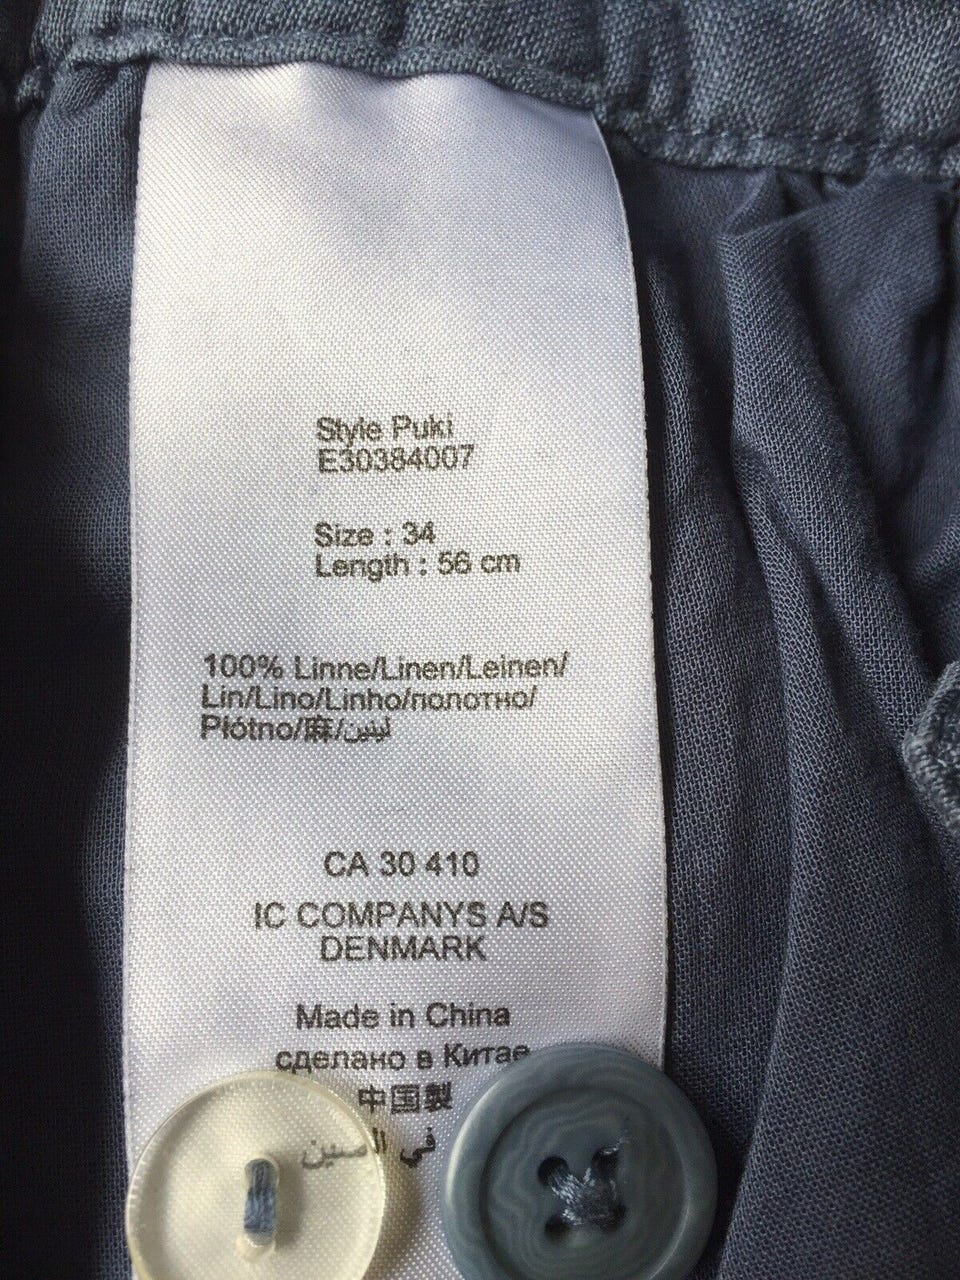 Style Puki
E30384007
Size : 34
Length : 56 cm
100% Linne/Linen/Leinen/
Lin/Lino/Linho/полотно/
Płótno/麻/لينين
CA 30 410
IC COMPANYS A/S
DENMARK
Made in China
сделано в Китае
中国製
في الصين